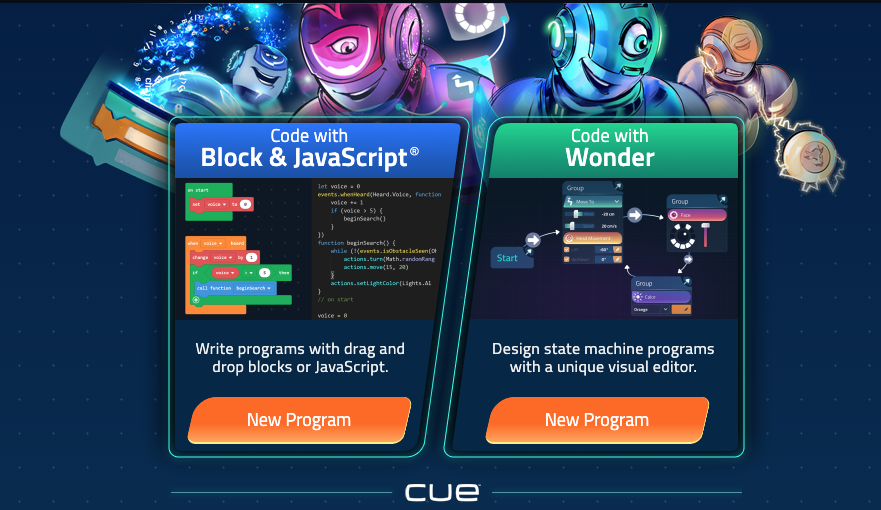 Code with
Block & JavaScript®
on start
set voice to 0
when voice heard
change voice by 1
if voice > 5 then
call function beginSearch
let voice = 0
events.whenHeard(Heard.Voice, function
voice += 1
if (voice > 5) {
beginSearch()
}
})
function beginSearch() {
while (!(events.isObstacleSeen(Ob
actions.turn(Math.randomRang
actions.move(15, 20)
}
actions.setLightColor(Lights.Al
}
// on start
voice = 0
Write programs with drag and
drop blocks or JavaScript.
New Program
Code with
Wonder
Start
Group
Move To
-20 cm
20 cm/s
Head Movement
0°
Group
Face
Group
Color
Orange
Design state machine programs
with a unique visual editor.
New Program
cue